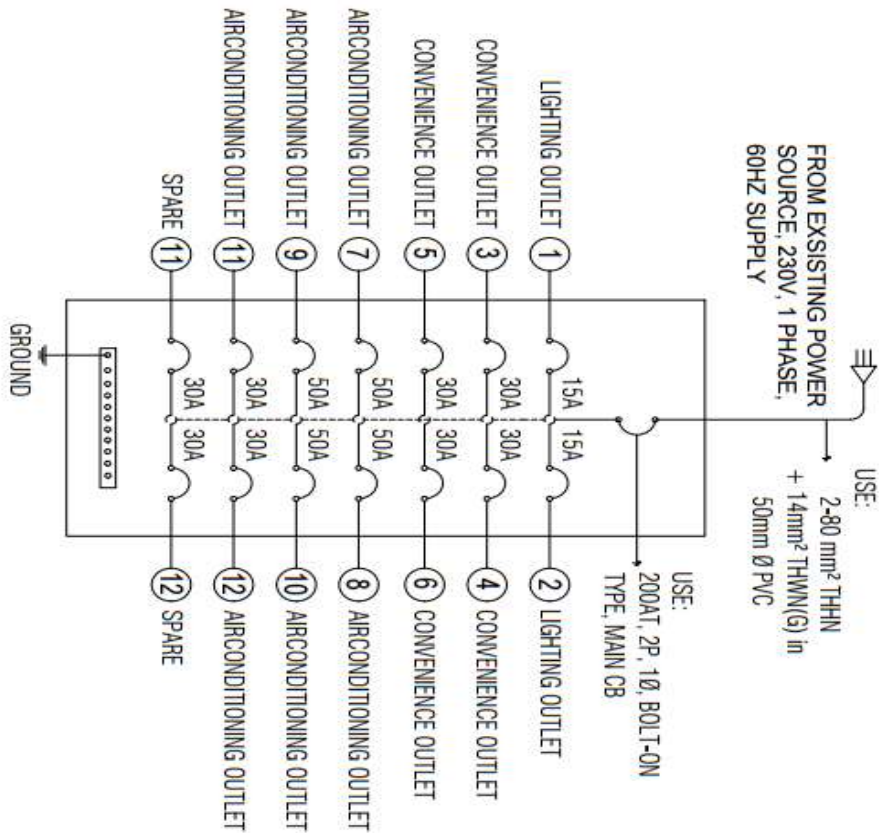 FROM EXSISTING POWER
SOURCE, 230V, 1 PHASE,
60HZ SUPPLY
USE:
2-80 mm² THHN
+ 14mm² THWN(G) in
50mm Ø PVC
USE:
200AT, 2P, 1Ø, BOLT-ON
TYPE, MAIN CB
LIGHTING OUTLET 1 15A 15A 2 LIGHTING OUTLET
CONVENIENCE OUTLET 3 30A 30A 4 CONVENIENCE OUTLET
CONVENIENCE OUTLET 5 30A 30A 6 CONVENIENCE OUTLET
AIRCONDITIONING OUTLET 7 50A 50A 8 AIRCONDITIONING OUTLET
AIRCONDITIONING OUTLET 9 50A 50A 10 AIRCONDITIONING OUTLET
AIRCONDITIONING OUTLET 11 30A 30A 12 AIRCONDITIONING OUTLET
SPARE 11 30A 30A 12 SPARE
GROUND